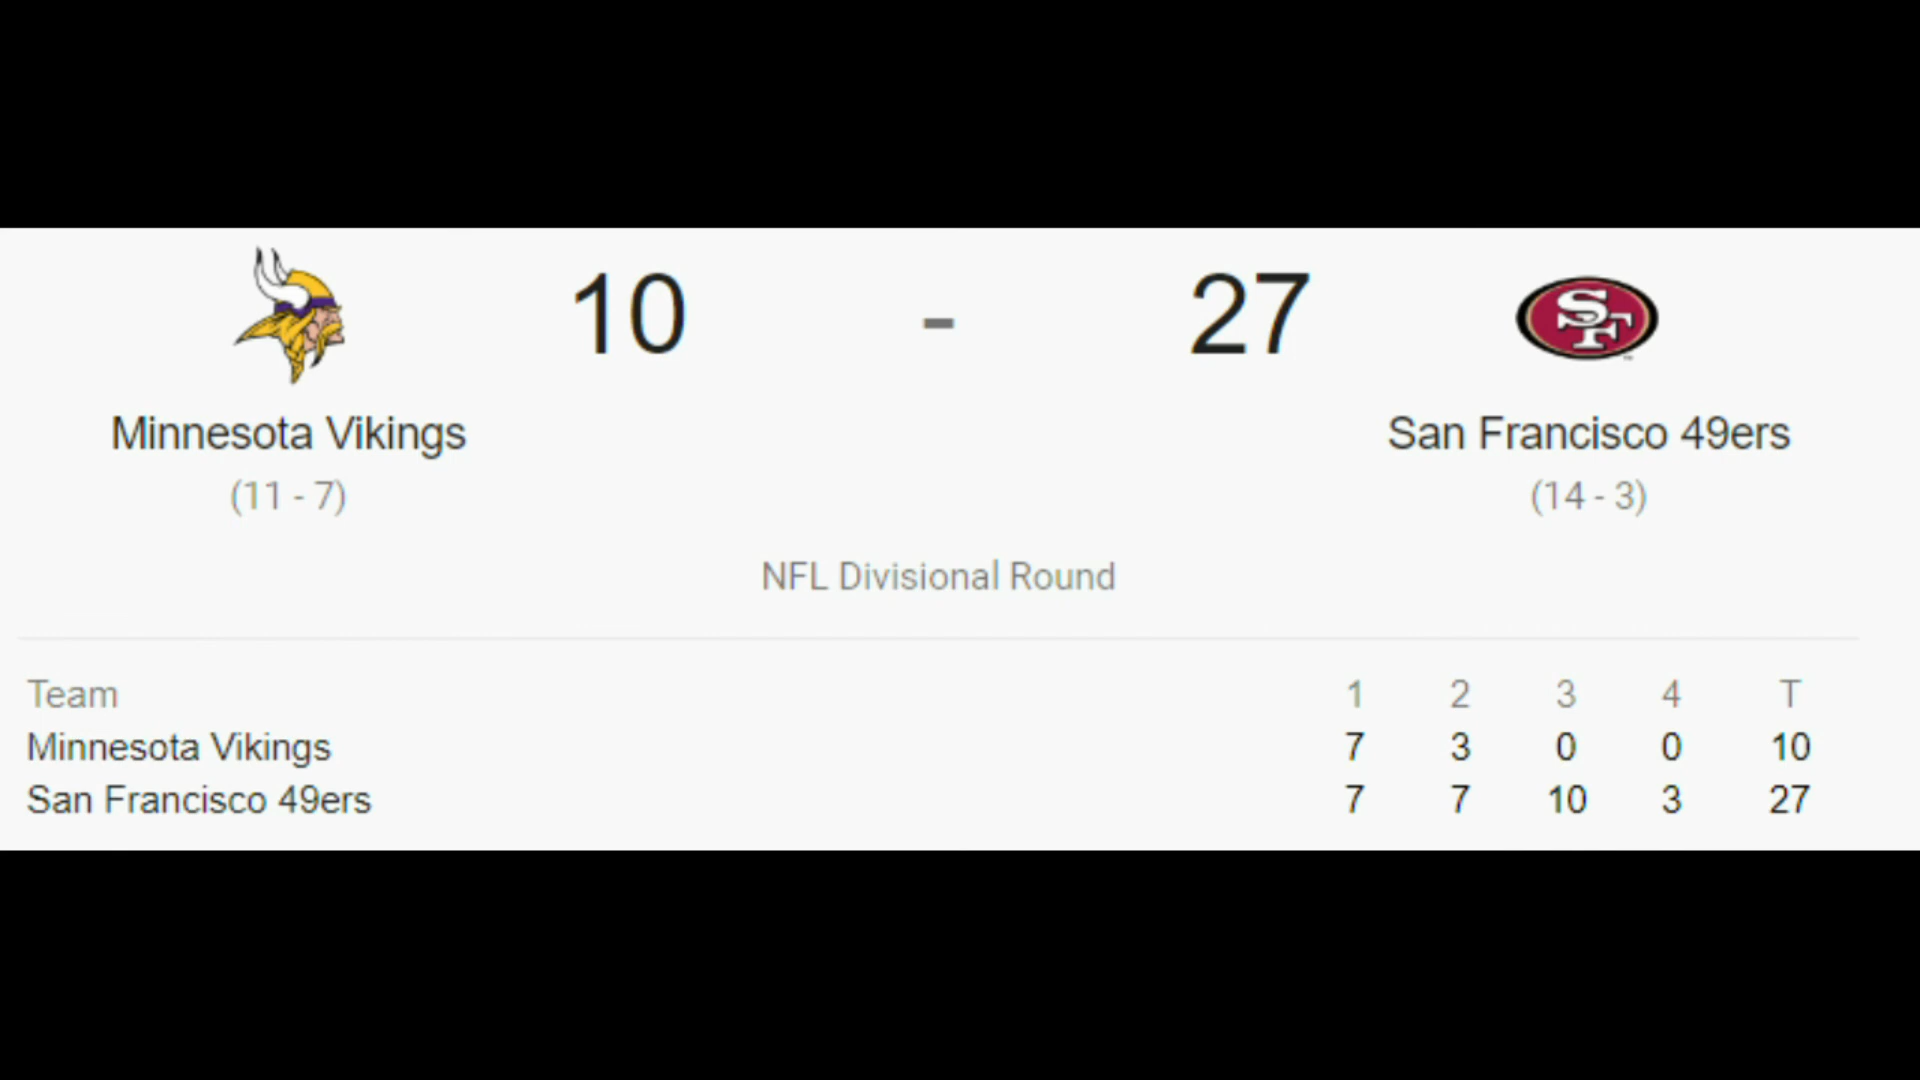 10 - 27
SF
Minnesota Vikings San Francisco 49ers
(11 - 7) (14 - 3)
NFL Divisional Round
Team 1 2 3 4 T
Minnesota Vikings 7 3 0 0 10
San Francisco 49ers 7 7 10 3 27